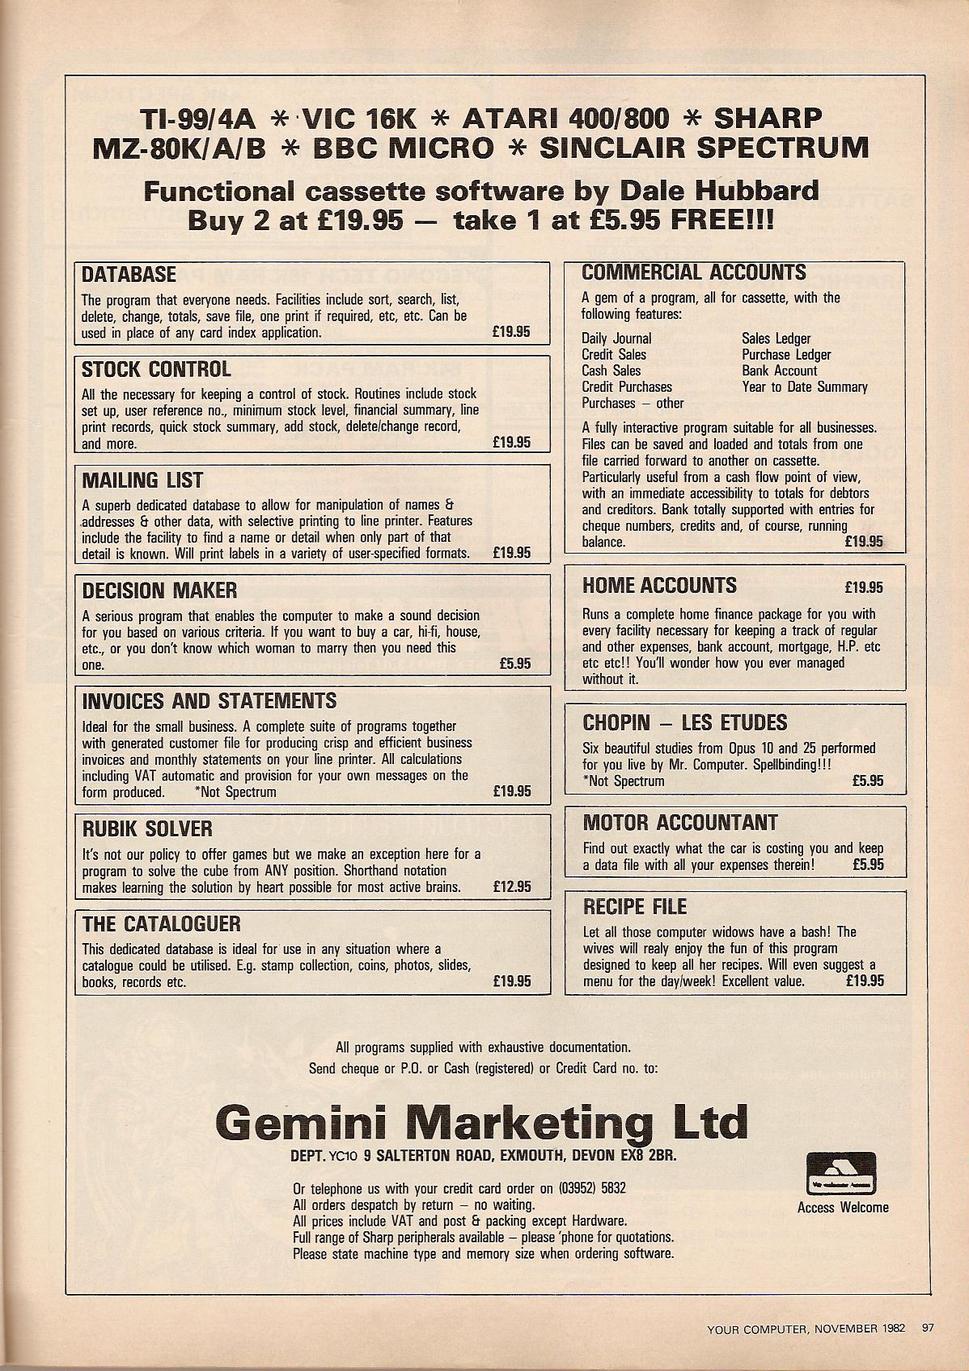 TI-99/4A * VIC 16K * ATARI 400/800 * SHARP
MZ-80K/A/B * BBC MICRO * SINCLAIR SPECTRUM
Functional cassette software by Dale Hubbard
Buy 2 at £19.95 — take 1 at £5.95 FREE!!!
DATABASE
The program that everyone needs. Facilities include sort, search, list,
delete, change, totals, save file, one print if required, etc, etc. Can be
used in place of any card index application. £19.95
STOCK CONTROL
All the necessary for keeping a control of stock. Routines include stock
set up, user reference no., minimum stock level, financial summary, line
print records, quick stock summary, add stock, delete/change record,
and more. £19.95
MAILING LIST
A superb dedicated database to allow for manipulation of names &
addresses & other data, with selective printing to line printer. Features
include the facility to find a name or detail when only part of that
detail is known. Will print labels in a variety of user-specified formats. £19.95
DECISION MAKER
A serious program that enables the computer to make a sound decision
for you based on various criteria. If you want to buy a car, hi-fi, house,
etc., or you don't know which woman to marry then you need this
one. £5.95
INVOICES AND STATEMENTS
Ideal for the small business. A complete suite of programs together
with generated customer file for producing crisp and efficient business
invoices and monthly statements on your line printer. All calculations
including VAT automatic and provision for your own messages on the
form produced. *Not Spectrum £19.95
RUBIK SOLVER
It's not our policy to offer games but we make an exception here for a
program to solve the cube from ANY position. Shorthand notation
makes learning the solution by heart possible for most active brains. £12.95
THE CATALOGUER
This dedicated database is ideal for use in any situation where a
catalogue could be utilised. E.g. stamp collection, coins, photos, slides,
books, records etc. £19.95
COMMERCIAL ACCOUNTS
A gem of a program, all for cassette, with the
following features:
Daily Journal Sales Ledger
Credit Sales Purchase Ledger
Cash Sales Bank Account
Credit Purchases Year to Date Summary
Purchases — other
A fully interactive program suitable for all businesses.
Files can be saved and loaded and totals from one
file carried forward to another on cassette.
Particularly useful from a cash flow point of view,
with an immediate accessibility to totals for debtors
and creditors. Bank totally supported with entries for
cheque numbers, credits and, of course, running
balance. £19.95
HOME ACCOUNTS £19.95
Runs a complete home finance package for you with
every facility necessary for keeping a track of regular
and other expenses, bank account, mortgage, H.P. etc
etc etc!! You'll wonder how you ever managed
without it.
CHOPIN — LES ETUDES
Six beautiful studies from Opus 10 and 25 performed
for you live by Mr. Computer. Spellbinding!!!
*Not Spectrum £5.95
MOTOR ACCOUNTANT
Find out exactly what the car is costing you and keep
a data file with all your expenses therein! £5.95
RECIPE FILE
Let all those computer widows have a bash! The
wives will realy enjoy the fun of this program
designed to keep all her recipes. Will even suggest a
menu for the day/week! Excellent value. £19.95
All programs supplied with exhaustive documentation.
Send cheque or P.O. or Cash (registered) or Credit Card no. to:
Gemini Marketing Ltd
DEPT. YC10 9 SALTERTON ROAD, EXMOUTH, DEVON EX8 2BR.
Or telephone us with your credit card order on (03952) 5832
All orders despatch by return — no waiting.
All prices include VAT and post & packing except Hardware.
Full range of Sharp peripherals available — please 'phone for quotations.
Please state machine type and memory size when ordering software.
Access Welcome
YOUR COMPUTER, NOVEMBER 1982 97